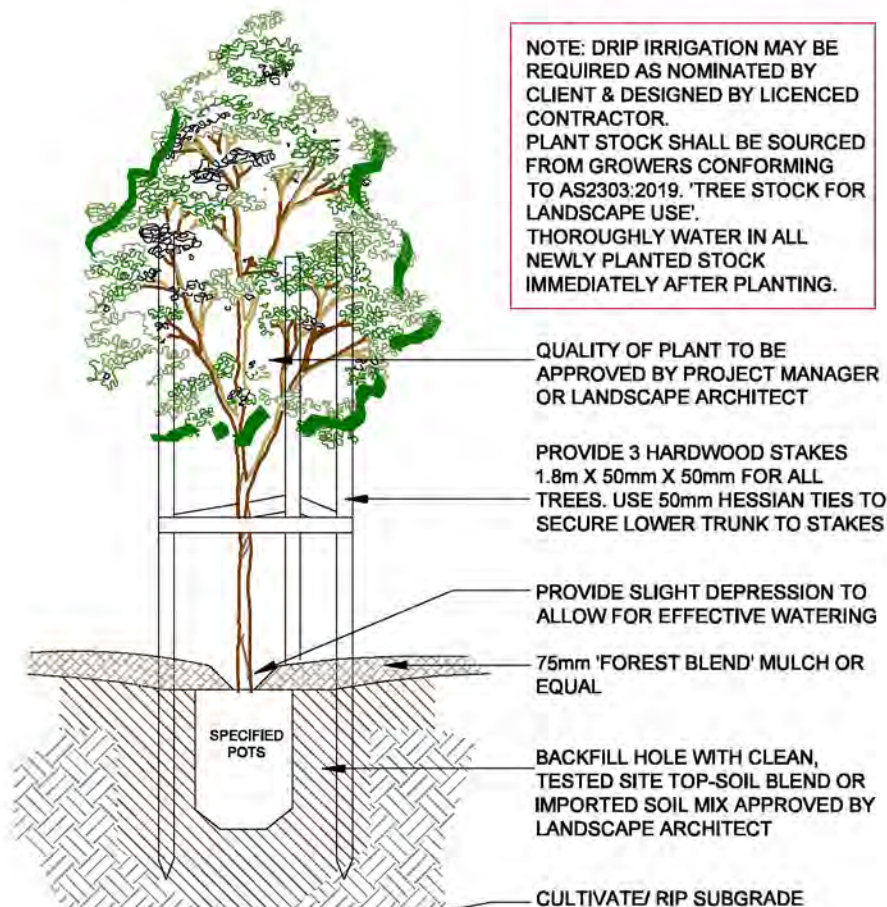 NOTE: DRIP IRRIGATION MAY BE
REQUIRED AS NOMINATED BY
CLIENT & DESIGNED BY LICENCED
CONTRACTOR.
PLANT STOCK SHALL BE SOURCED
FROM GROWERS CONFORMING
TO AS2303:2019. 'TREE STOCK FOR
LANDSCAPE USE'.
THOROUGHLY WATER IN ALL
NEWLY PLANTED STOCK
IMMEDIATELY AFTER PLANTING.
QUALITY OF PLANT TO BE
APPROVED BY PROJECT MANAGER
OR LANDSCAPE ARCHITECT
PROVIDE 3 HARDWOOD STAKES
1.8m X 50mm X 50mm FOR ALL
TREES. USE 50mm HESSIAN TIES TO
SECURE LOWER TRUNK TO STAKES
PROVIDE SLIGHT DEPRESSION TO
ALLOW FOR EFFECTIVE WATERING
75mm 'FOREST BLEND' MULCH OR
EQUAL
SPECIFIED
POTS
BACKFILL HOLE WITH CLEAN,
TESTED SITE TOP-SOIL BLEND OR
IMPORTED SOIL MIX APPROVED BY
LANDSCAPE ARCHITECT
CULTIVATE/ RIP SUBGRADE